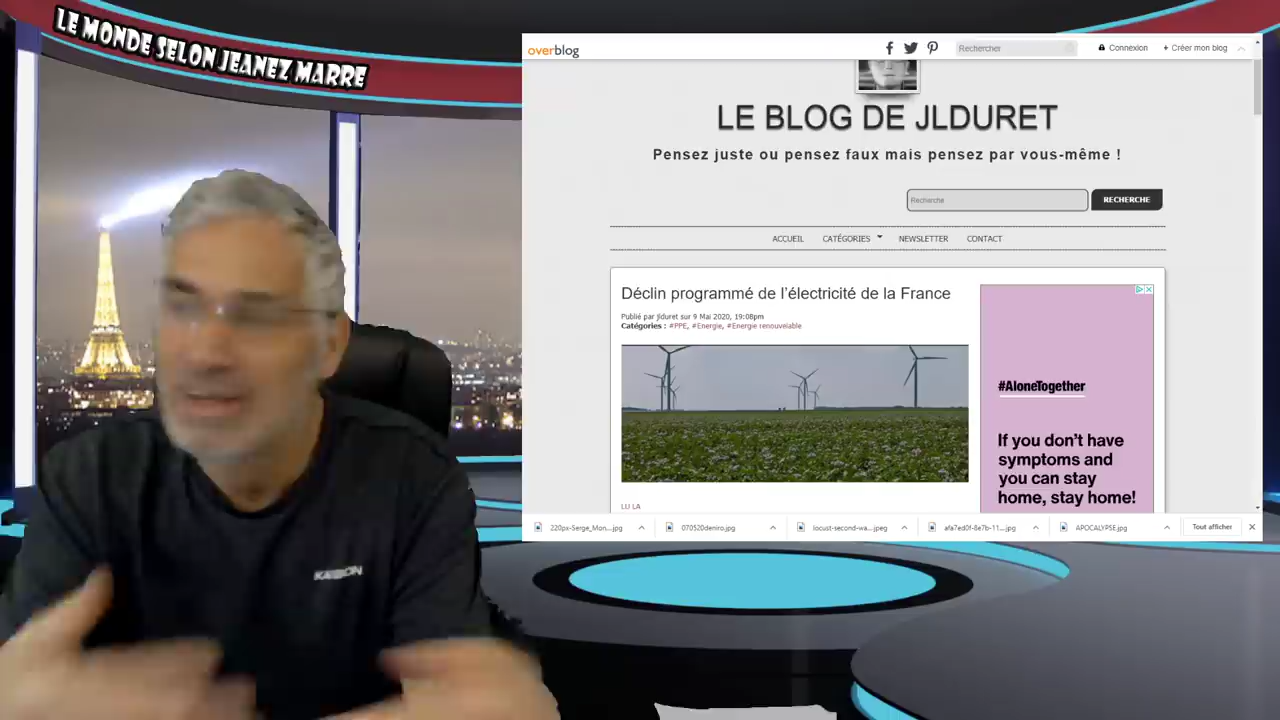 LE MONDE SELON JEANEZ MARRE
overblog
Rechercher
Connexion
+ Créer mon blog
LE BLOG DE JLDURET
Pensez juste ou pensez faux mais pensez par vous-même !
Recherche
RECHERCHE
ACCUEIL CATÉGORIES NEWSLETTER CONTACT
Déclin programmé de l'électricité de la France
Publié par jlduret sur 9 Mai 2020, 19:08pm
Catégories : #PPE, #Energie, #Energie renouvelable
LU LA
#AloneTogether
If you don't have
symptoms and
you can stay
home, stay home!
220px-Serge_Mon....jpg
070520deniro.jpg
locust-second-wa....jpeg
afa7ed0f-8e7b-11....jpg
APOCALYPSE.jpg
Tout afficher